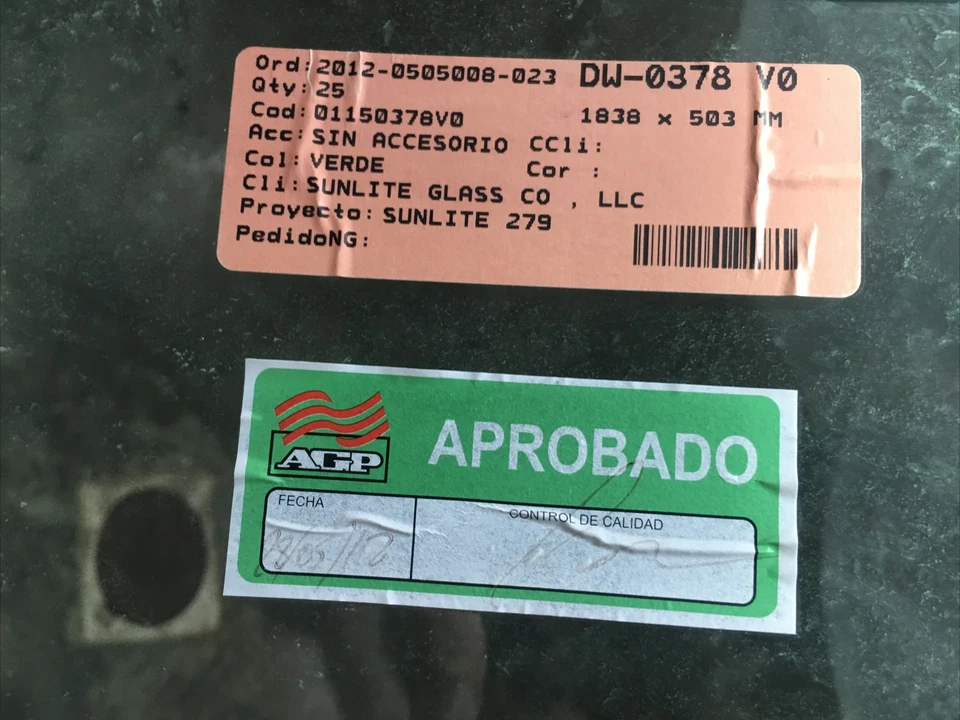 Ord:2012-0505008-023 DW-0378 V0
Qty:25
Cod:01150378V0 1838 x 503 MM
Acc:SIN ACCESORIO CCli:
Col:VERDE Cor :
Cli:SUNLITE GLASS CO , LLC
Proyecto:SUNLITE 279
PedidoNG:
AGP
APROBADO
FECHA
CONTROL DE CALIDAD